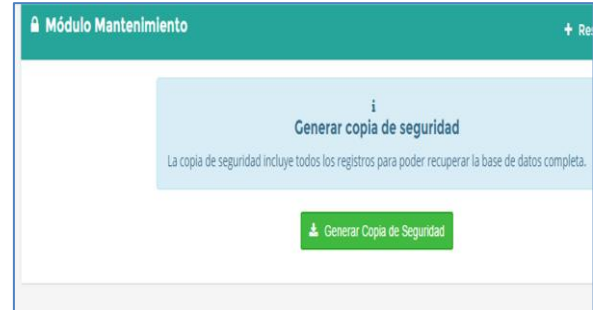 Módulo Mantenimiento
+ Res
i
Generar copia de seguridad
La copia de seguridad incluye todos los registros para poder recuperar la base de datos completa.
Generar Copia de Seguridad